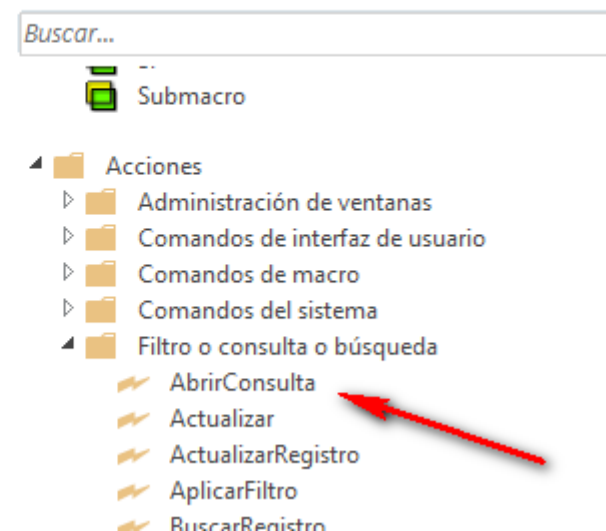 Buscar...
Submacro
Acciones
Administración de ventanas
Comandos de interfaz de usuario
Comandos de macro
Comandos del sistema
Filtro o consulta o búsqueda
AbrirConsulta
Actualizar
ActualizarRegistro
AplicarFiltro
BuscarRegistro